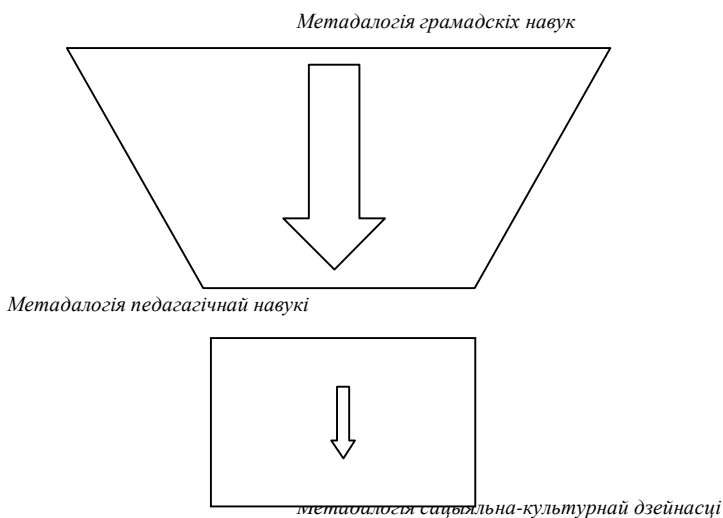 Метадалогія грамадскіх навук
Метадалогія педагагічнай навукі
Метадалогія сацыяльна-культурнай дзейнасці